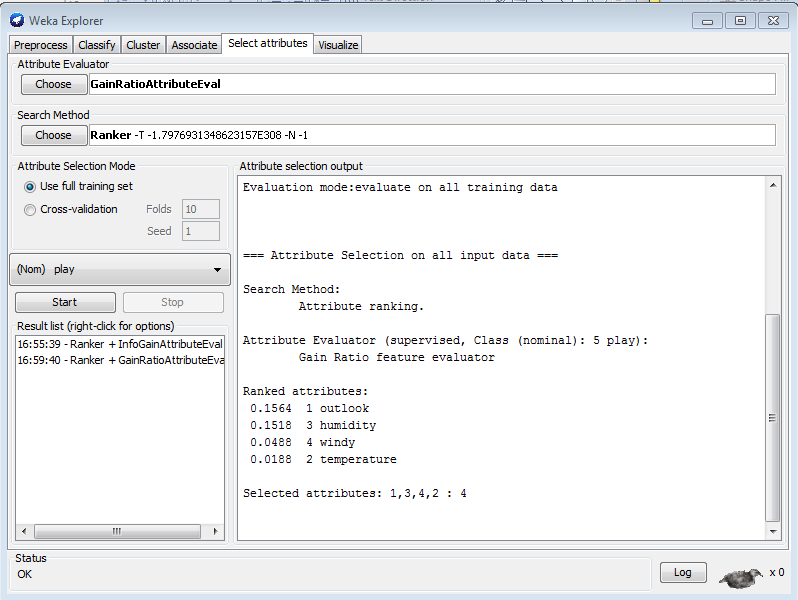 Weka Explorer
Preprocess Classify Cluster Associate Select attributes Visualize
Attribute Evaluator
Choose GainRatioAttributeEval
Search Method
Choose Ranker -T -1.7976931348623157E308 -N -1
Attribute Selection Mode
Use full training set
Cross-validation Folds 10
Seed 1
(Nom) play
Start Stop
Result list (right-click for options)
16:55:39 - Ranker + InfoGainAttributeEval
16:59:40 - Ranker + GainRatioAttributeEva
Attribute selection output
Evaluation mode:evaluate on all training data
=== Attribute Selection on all input data ===
Search Method:
Attribute ranking.
Attribute Evaluator (supervised, Class (nominal): 5 play):
Gain Ratio feature evaluator
Ranked attributes:
0.1564 1 outlook
0.1518 3 humidity
0.0488 4 windy
0.0188 2 temperature
Selected attributes: 1,3,4,2 : 4
Status
OK
Log x 0